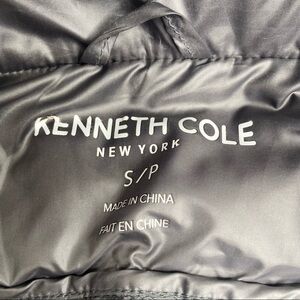 KENNETH COLE
NEW YORK
S/P
MADE IN CHINA
FAIT EN CHINE